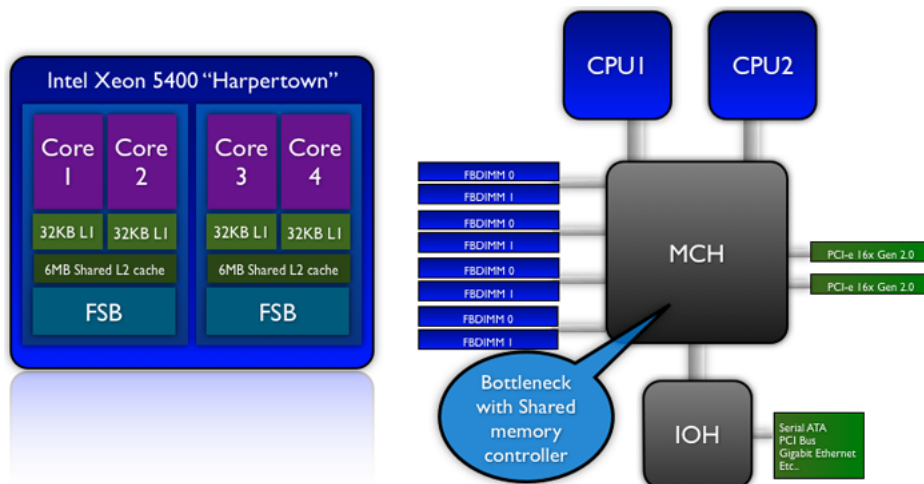 Intel Xeon 5400 “Harpertown”
Core
1
Core
2
Core
3
Core
4
32KB L1
32KB L1
32KB L1
32KB L1
6MB Shared L2 cache
6MB Shared L2 cache
FSB
FSB
CPU1
CPU2
FBDIMM 0
FBDIMM 1
FBDIMM 0
FBDIMM 1
FBDIMM 0
FBDIMM 1
FBDIMM 0
FBDIMM 1
MCH
PCI-e 16x Gen 2.0
PCI-e 16x Gen 2.0
Bottleneck
with Shared
memory
controller
IOH
Serial ATA
PCI Bus
Gigabit Ethernet
Etc..